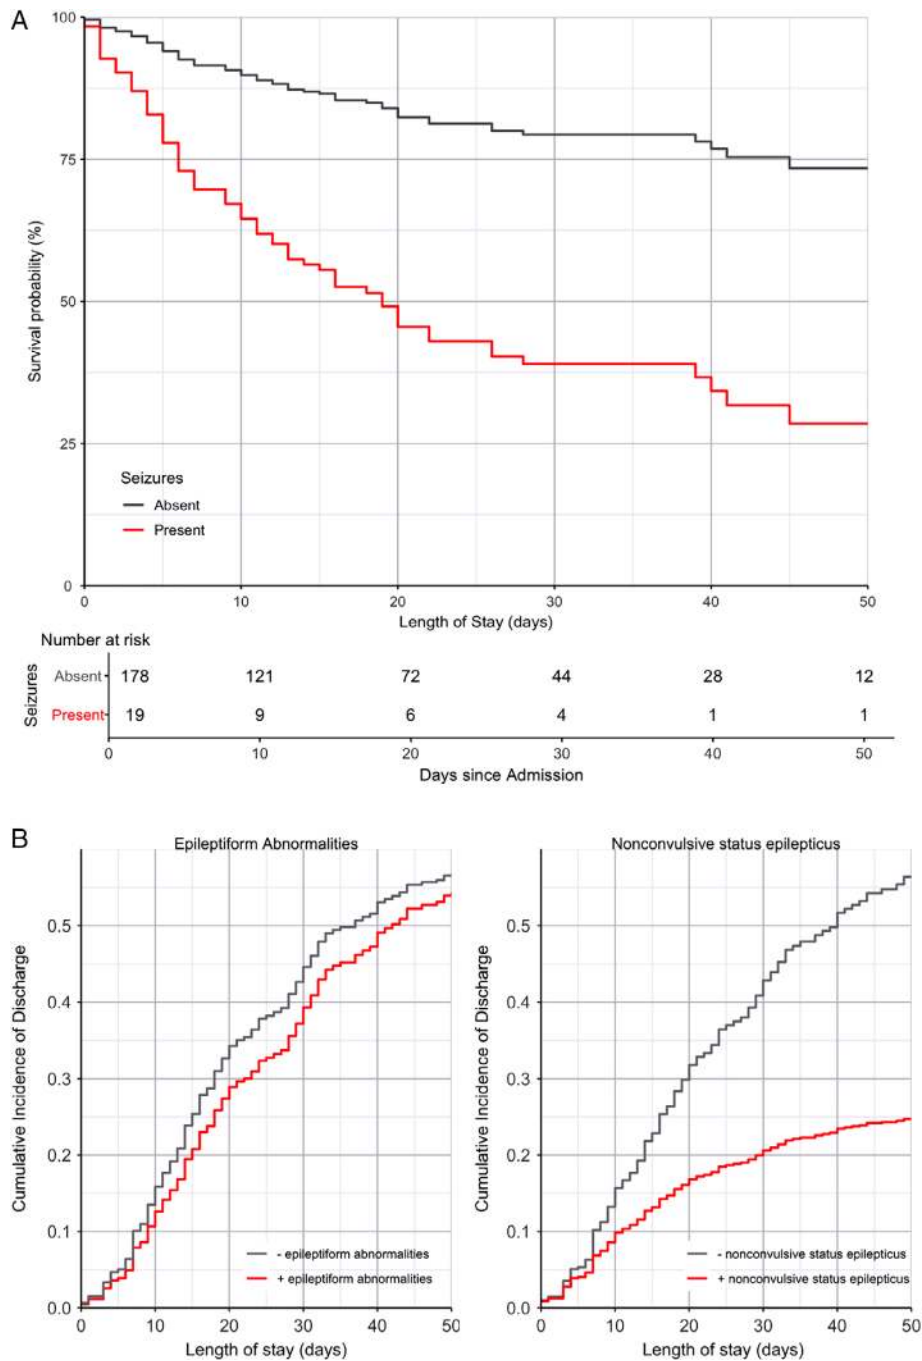 A
100
75
50
25
0
Survival probability (%)
Seizures
Absent
Present
0 10 20 30 40 50
Length of Stay (days)
Number at risk
Seizures
Absent 178 121 72 44 28 12
Present 19 9 6 4 1 1
0 10 20 30 40 50
Days since Admission
B
Epileptiform Abnormalities
Cumulative Incidence of Discharge
0.5
0.4
0.3
0.2
0.1
0.0
- epileptiform abnormalities
+ epileptiform abnormalities
0 10 20 30 40 50
Length of stay (days)
Nonconvulsive status epilepticus
Cumulative Incidence of Discharge
0.5
0.4
0.3
0.2
0.1
0.0
- nonconvulsive status epilepticus
+ nonconvulsive status epilepticus
0 10 20 30 40 50
Length of stay (days)